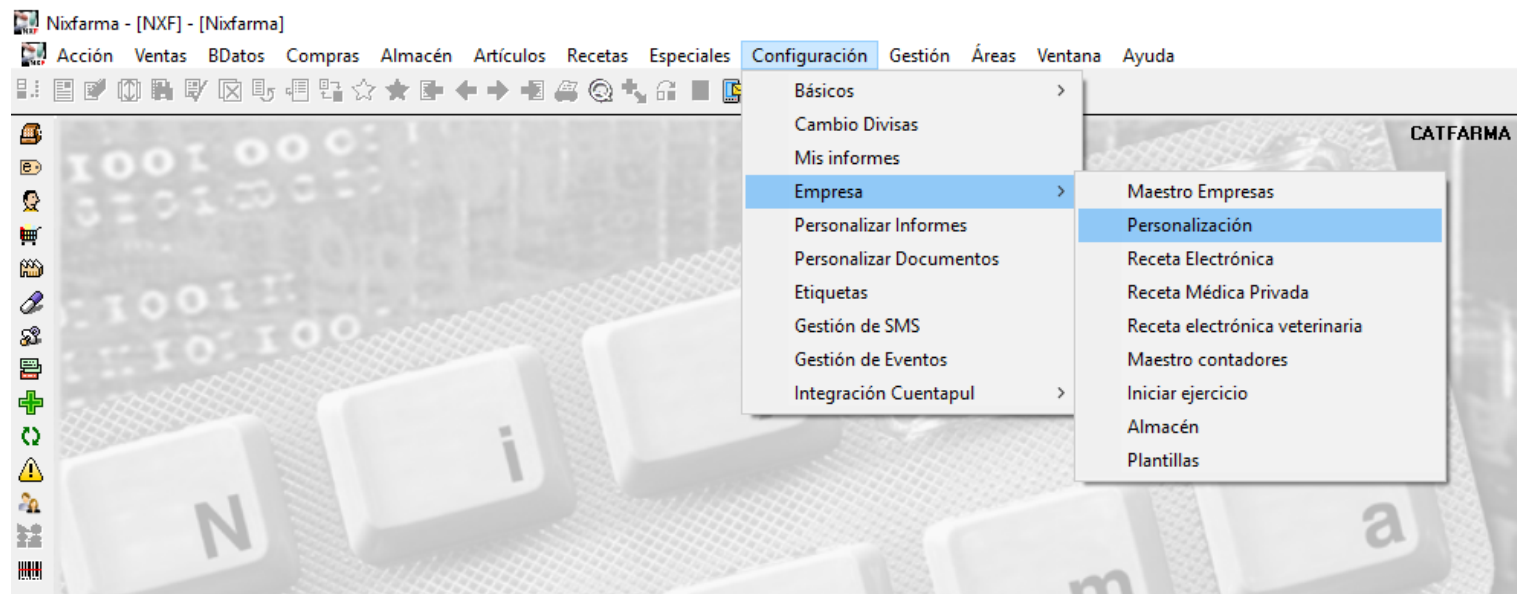 Nixfarma - [NXF] - [Nixfarma]
Acción Ventas BDatos Compras Almacén Artículos Recetas Especiales Configuración Gestión Áreas Ventana Ayuda
Básicos
Cambio Divisas
Mis informes
Empresa
Personalizar Informes
Personalizar Documentos
Etiquetas
Gestión de SMS
Gestión de Eventos
Integración Cuentapul
CATFARMA
Maestro Empresas
Personalización
Receta Electrónica
Receta Médica Privada
Receta electrónica veterinaria
Maestro contadores
Iniciar ejercicio
Almacén
Plantillas
N i m a